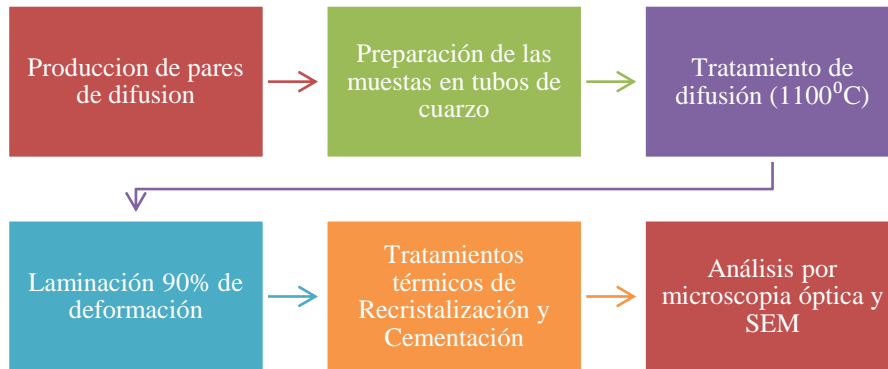 Produccion de pares
de difusion
Preparación de las
muestas en tubos de
cuarzo
Tratamiento de
difusión (1100⁰C)
Laminación 90% de
deformación
Tratamientos
térmicos de
Recristalización y
Cementación
Análisis por
microscopia óptica y
SEM